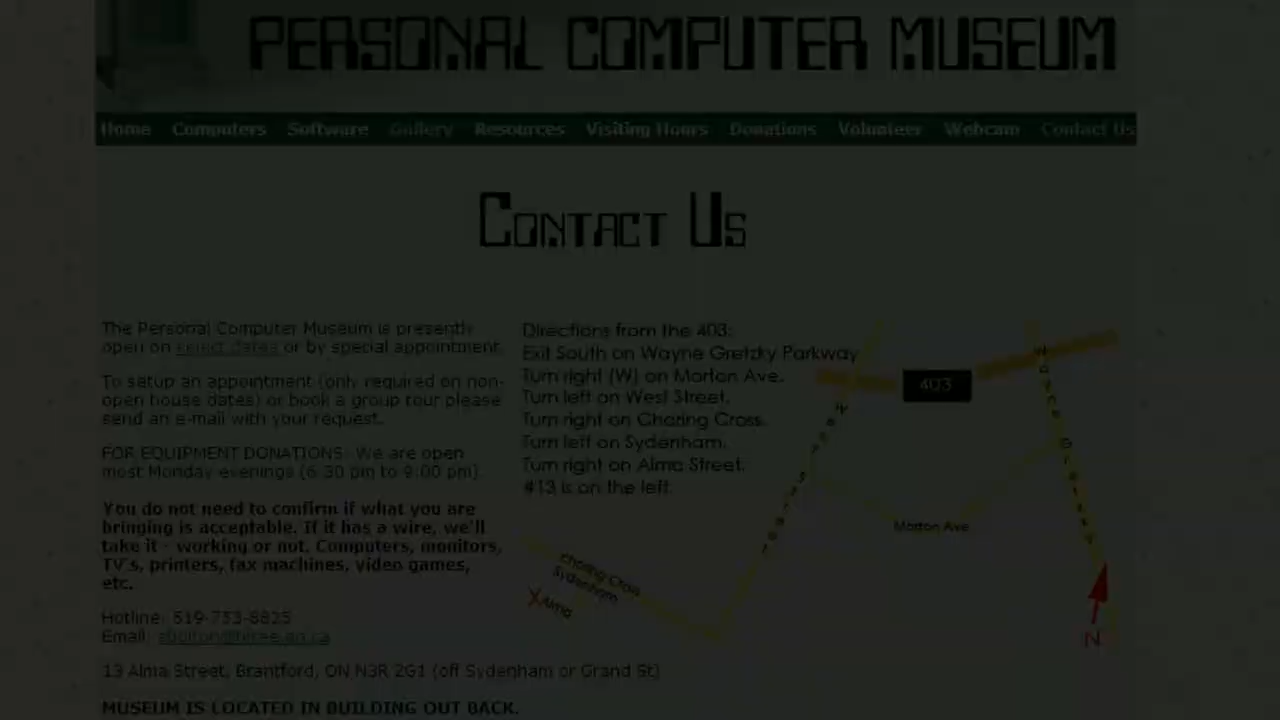 PERSONAL COMPUTER MUSEUM
Home Computers Software Gallery Resources Visiting Hours Donations Volunteer Webcam Contact Us
Contact Us
The Personal Computer Museum is presently
open on select dates or by special appointment.
To setup an appointment (only required on non-
open house dates) or book a group tour please
send an e-mail with your request.
FOR EQUIPMENT DONATIONS: We are open
most Monday evenings (6:30 pm to 9:00 pm).
You do not need to confirm if what you are
bringing is acceptable. If it has a wire, we'll
take it - working or not. Computers, monitors,
TV's, printers, fax machines, video games,
etc.
Hotline: 519-753-8825
Email:
13 Alma Street, Brantford, ON N3R 2G1 (off Sydenham or Grand St)
MUSEUM IS LOCATED IN BUILDING OUT BACK.
Directions from the 403:
Exit South on Wayne Gretzky Parkway
Turn right (W) on Morton Ave.
Turn left on West Street.
Turn right on Charing Cross.
Turn left on Sydenham.
Turn right on Alma Street.
#13 is on the left
403
Morton Ave
Charing Cross
Sydenham
X Alma
N